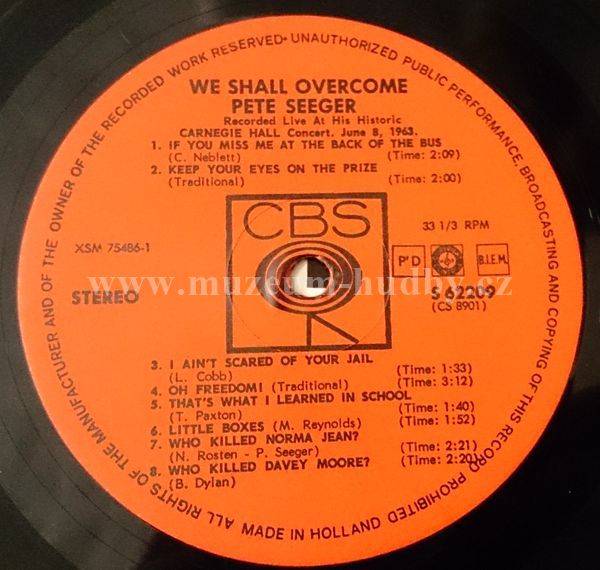 ALL RIGHTS OF THE MANUFACTURER AND OF THE OWNER OF THE RECORDED WORK RESERVED• UNAUTHORIZED PUBLIC PERFORMANCE, BROADCASTING AND COPYING OF THIS RECORD PROHIBITED
WE SHALL OVERCOME
PETE SEEGER
Recorded Live At His Historic
CARNEGIE HALL Concert. June 8, 1963.
1. IF YOU MISS ME AT THE BACK OF THE BUS
(C. Neblett) (Time: 2:09)
2. KEEP YOUR EYES ON THE PRIZE
(Traditional) (Time: 2:00)
CBS
33 1/3 RPM
XSM 75486-1
B.I.E.M.
www.muzeum-hudby.cz
STEREO
S 62209
(CS 8901)
3. I AIN'T SCARED OF YOUR JAIL
(L. Cobb) (Time: 1:33)
4. OH FREEDOM! (Traditional) (Time: 3:12)
5. THAT'S WHAT I LEARNED IN SCHOOL
(T. Paxton) (Time: 1:40)
6. LITTLE BOXES (M. Reynolds) (Time: 1:52)
7. WHO KILLED NORMA JEAN?
(N. Rosten - P. Seeger) (Time: 2:21)
8. WHO KILLED DAVEY MOORE? (Time: 2:20)
(B. Dylan)
MADE IN HOLLAND